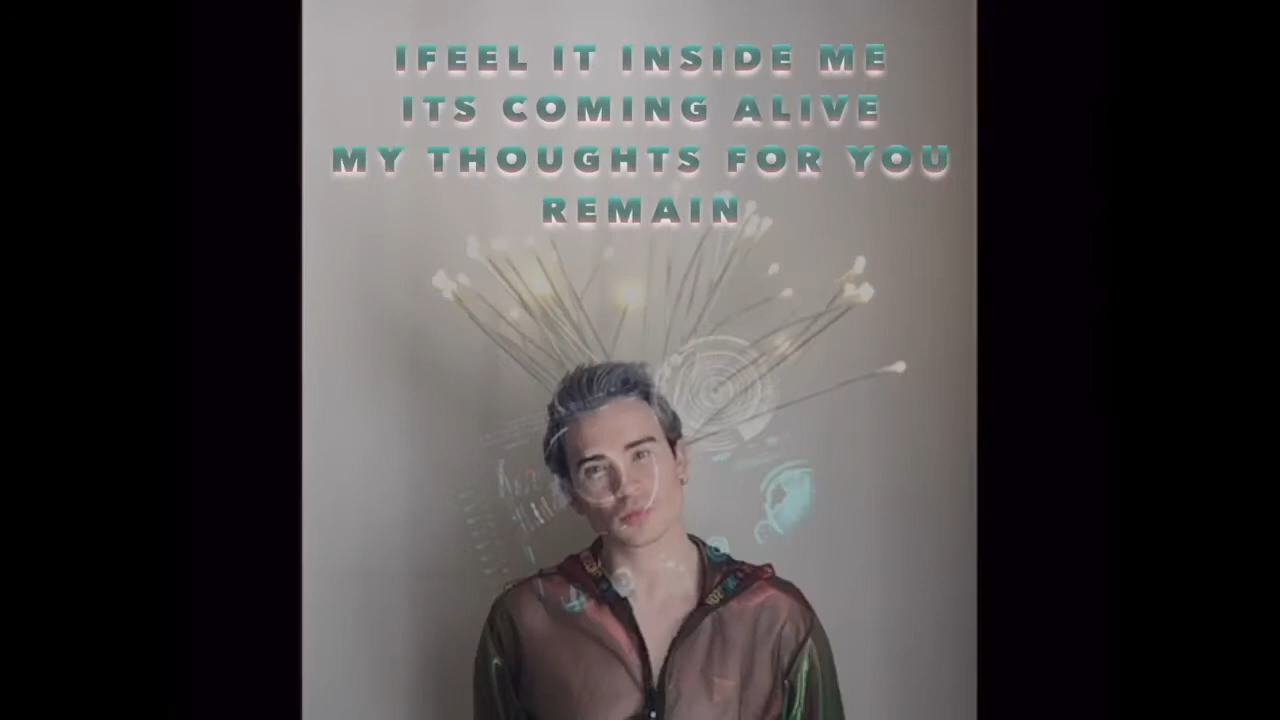 IFEEL IT INSIDE ME
ITS COMING ALIVE
MY THOUGHTS FOR YOU
REMAIN